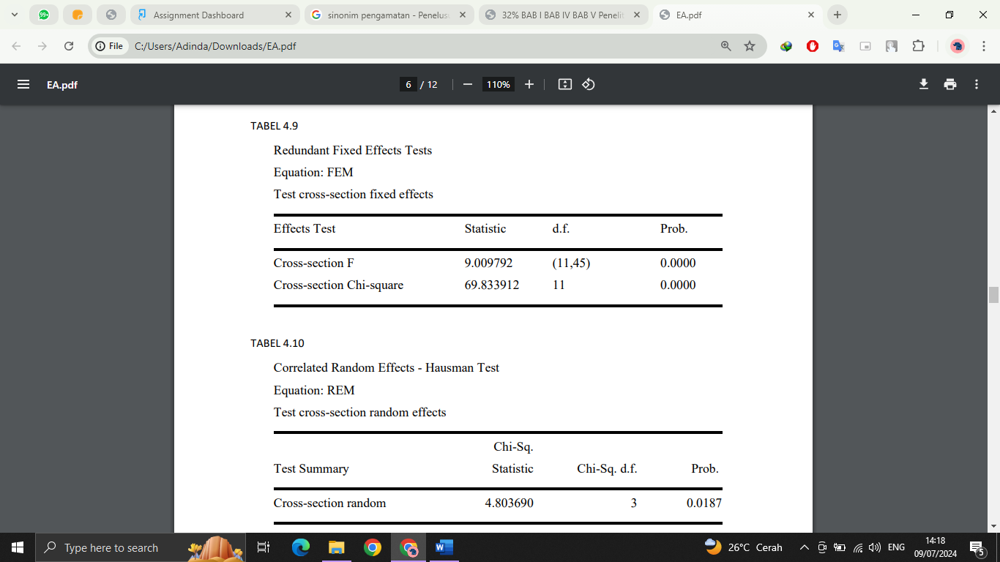 99+
Assignment Dashboard
sinonim pengamatan - Penelus
32% BAB I BAB IV BAB V Penelit
EA.pdf
File
C:/Users/Adinda/Downloads/EA.pdf
EA.pdf
6 / 12
110%
TABEL 4.9
Redundant Fixed Effects Tests
Equation: FEM
Test cross-section fixed effects
Effects Test Statistic d.f. Prob.
Cross-section F 9.009792 (11,45) 0.0000
Cross-section Chi-square 69.833912 11 0.0000
TABEL 4.10
Correlated Random Effects - Hausman Test
Equation: REM
Test cross-section random effects
Chi-Sq.
Test Summary Statistic Chi-Sq. d.f. Prob.
Cross-section random 4.803690 3 0.0187
Type here to search
26°C Cerah
ENG
14:18
09/07/2024
5